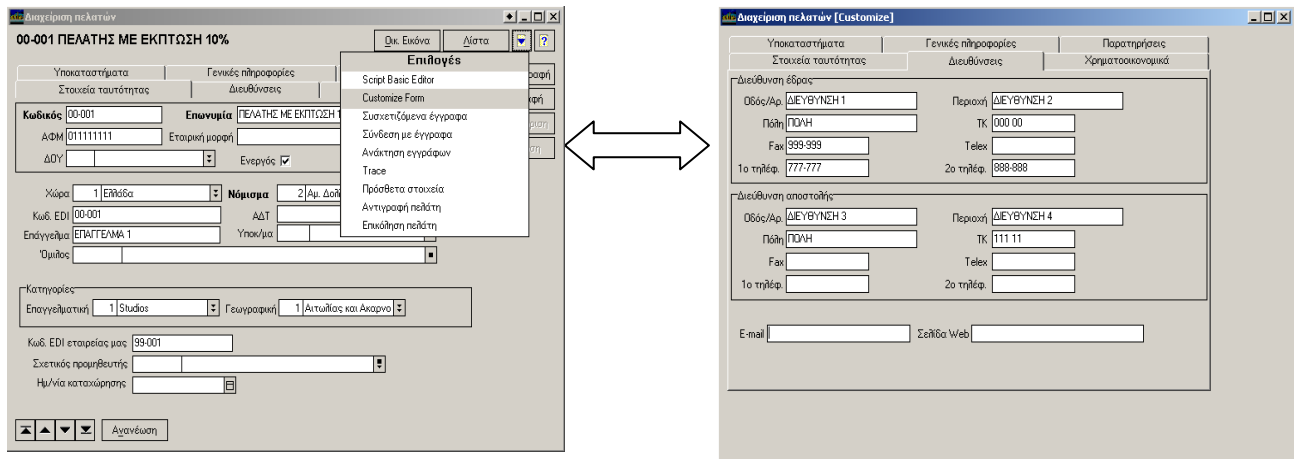 Διαχείριση πελατών
00-001 ΠΕΛΑΤΗΣ ΜΕ ΕΚΠΤΩΣΗ 10%
Οικ. Εικόνα Λίστα ?
Επιλογές
Script Basic Editor
Customize Form
Συσχετιζόμενα έγγραφα
Σύνδεση με έγγραφα
Ανάκτηση εγγράφων
Trace
Πρόσθετα στοιχεία
Αντιγραφή πελάτη
Επικόληση πελάτη
Υποκαταστήματα Γενικές πληροφορίες
Στοιχεία ταυτότητας Διευθύνσεις
Κωδικός 00-001 Επωνυμία ΠΕΛΑΤΗΣ ΜΕ ΕΚΠΤΩΣΗ 1
ΑΦΜ 011111111 Εταιρική μορφή
ΔΟΥ Ενεργός
Χώρα 1 Ελλάδα Νόμισμα 2 Αμ. Δολ
Κωδ. EDI 00-001 ΑΔΤ
Επάγγελμα ΕΠΑΓΓΕΛΜΑ 1 Υποκ/μα
Όμιλος
Κατηγορίες
Επαγγελματική 1 Studios Γεωγραφική 1 Αιτωλίας και Ακαρνο
Κωδ. EDI εταιρείας μας 99-001
Σχετικός προμηθευτής
Ημ/νία καταχώρησης
Ανανέωση
Διαχείριση πελατών [Customize]
Υποκαταστήματα Γενικές πληροφορίες Παρατηρήσεις
Στοιχεία ταυτότητας Διευθύνσεις Χρηματοοικονομικά
Διεύθυνση έδρας
Οδός/Αρ. ΔΙΕΥΘΥΝΣΗ 1 Περιοχή ΔΙΕΥΘΥΝΣΗ 2
Πόλη ΠΟΛΗ ΤΚ 000 00
Fax 999-999 Telex
1ο τηλέφ. 777-777 2ο τηλέφ. 888-888
Διεύθυνση αποστολής
Οδός/Αρ. ΔΙΕΥΘΥΝΣΗ 3 Περιοχή ΔΙΕΥΘΥΝΣΗ 4
Πόλη ΠΟΛΗ ΤΚ 111 11
Fax Telex
1ο τηλέφ. 2ο τηλέφ.
E-mail Σελίδα Web